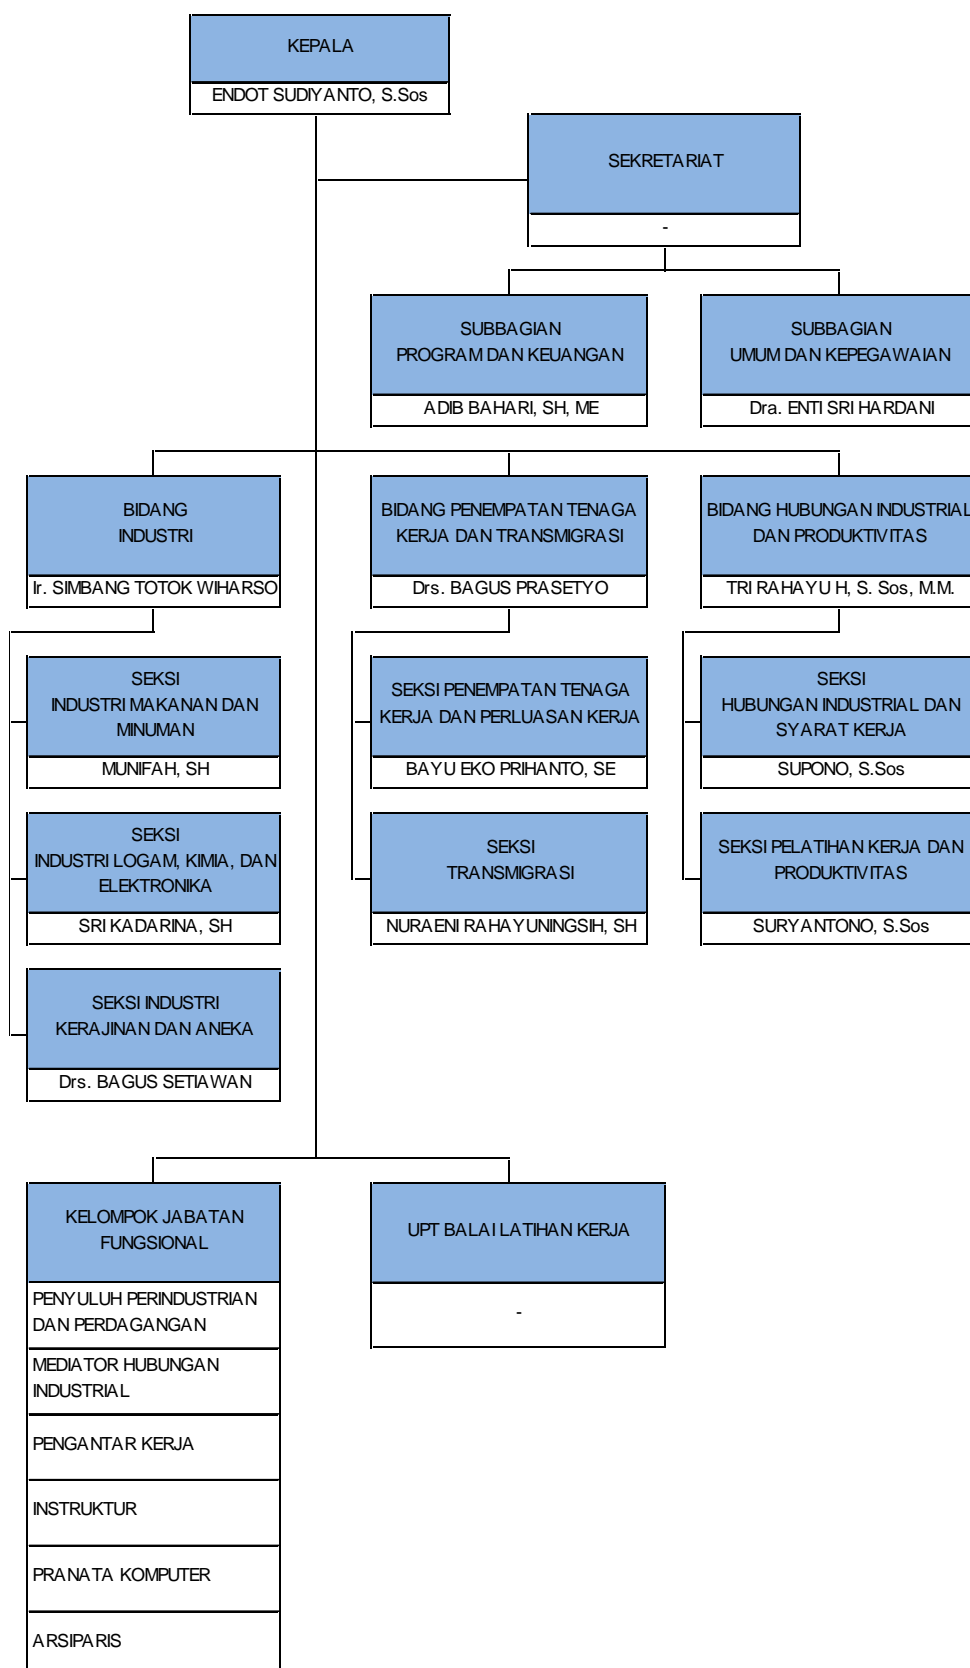 KEPALA
ENDOT SUDIYANTO, S.Sos
SEKRETARIAT
-
SUBBAGIAN
PROGRAM DAN KEUANGAN
ADIB BAHARI, SH, ME
SUBBAGIAN
UMUM DAN KEPEGAWAIAN
Dra. ENTI SRI HARDANI
BIDANG
INDUSTRI
Ir. SIMBANG TOTOK WIHARSO
BIDANG PENEMPATAN TENAGA
KERJA DAN TRANSMIGRASI
Drs. BAGUS PRASETYO
BIDANG HUBUNGAN INDUSTRIAL
DAN PRODUKTIVITAS
TRI RAHAYU H, S. Sos, M.M.
SEKSI
INDUSTRI MAKANAN DAN
MINUMAN
MUNIFAH, SH
SEKSI PENEMPATAN TENAGA
KERJA DAN PERLUASAN KERJA
BAYU EKO PRIHANTO, SE
SEKSI
HUBUNGAN INDUSTRIAL DAN
SYARAT KERJA
SUPONO, S.Sos
SEKSI
INDUSTRI LOGAM, KIMIA, DAN
ELEKTRONIKA
SRI KADARINA, SH
SEKSI
TRANSMIGRASI
NURAENI RAHAYUNINGSIH, SH
SEKSI PELATIHAN KERJA DAN
PRODUKTIVITAS
SURYANTONO, S.Sos
SEKSI INDUSTRI
KERAJINAN DAN ANEKA
Drs. BAGUS SETIAWAN
KELOMPOK JABATAN
FUNGSIONAL
PENYULUH PERINDUSTRIAN
DAN PERDAGANGAN
MEDIATOR HUBUNGAN
INDUSTRIAL
PENGANTAR KERJA
INSTRUKTUR
PRANATA KOMPUTER
ARSIPARIS
UPT BALAI LATIHAN KERJA
-